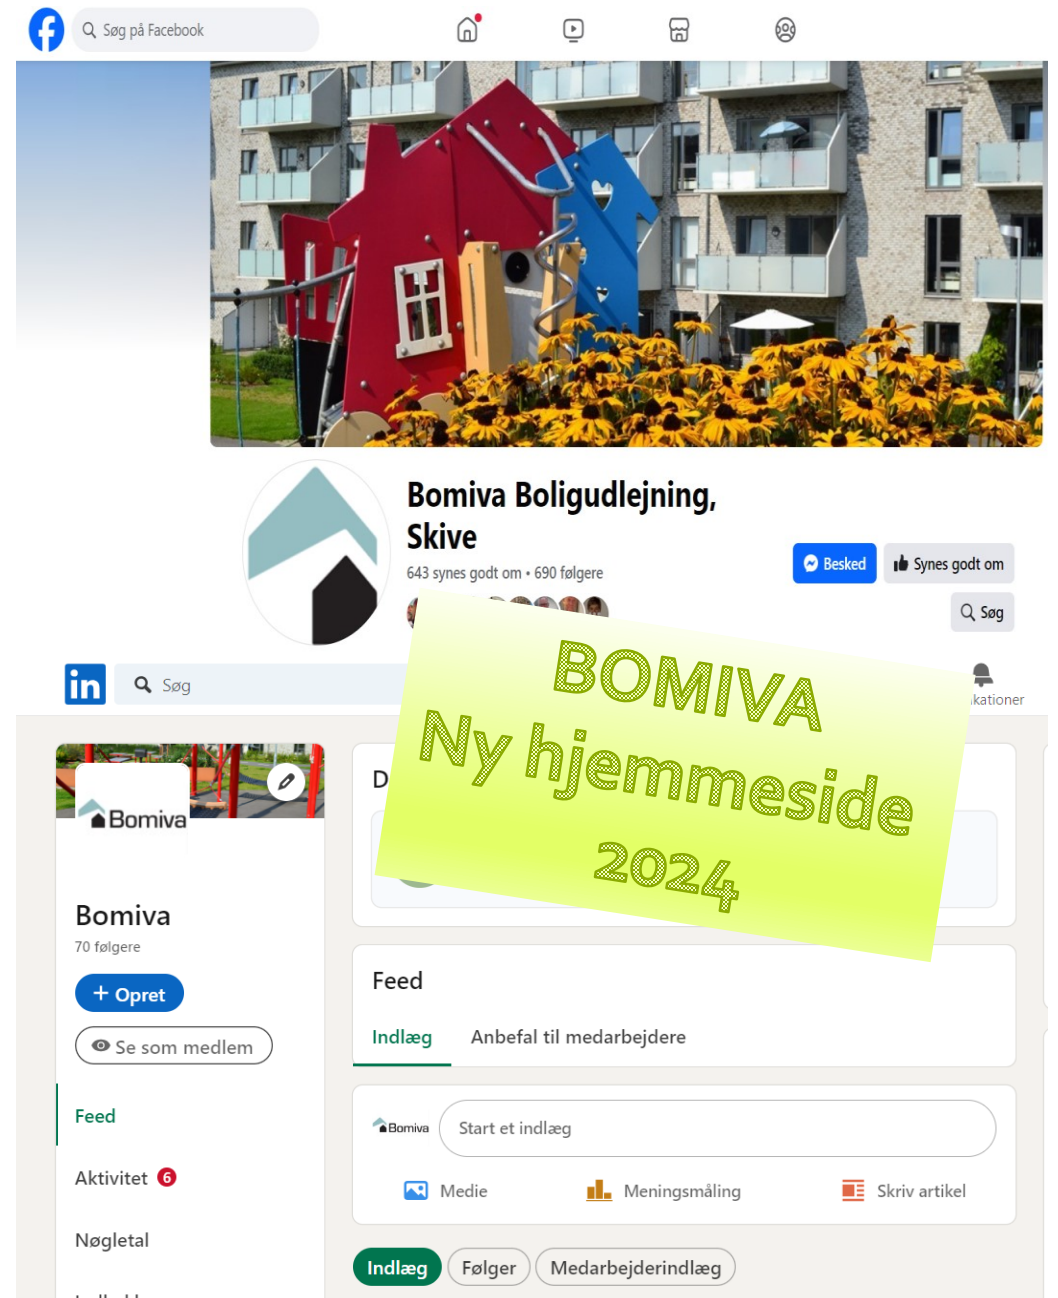 Søg på Facebook
Bomiva Boligudlejning,
Skive
643 synes godt om • 690 følgere
Besked
Synes godt om
Søg
in
Søg
BOMIVA
Ny hjemmeside
2024
Bomiva
Bomiva
70 følgere
+ Opret
Se som medlem
Feed
Aktivitet 6
Nøgletal
D
Feed
Indlæg Anbefal til medarbejdere
Bomiva
Start et indlæg
Medie Meningsmåling Skriv artikel
Indlæg Følger Medarbejderindlæg